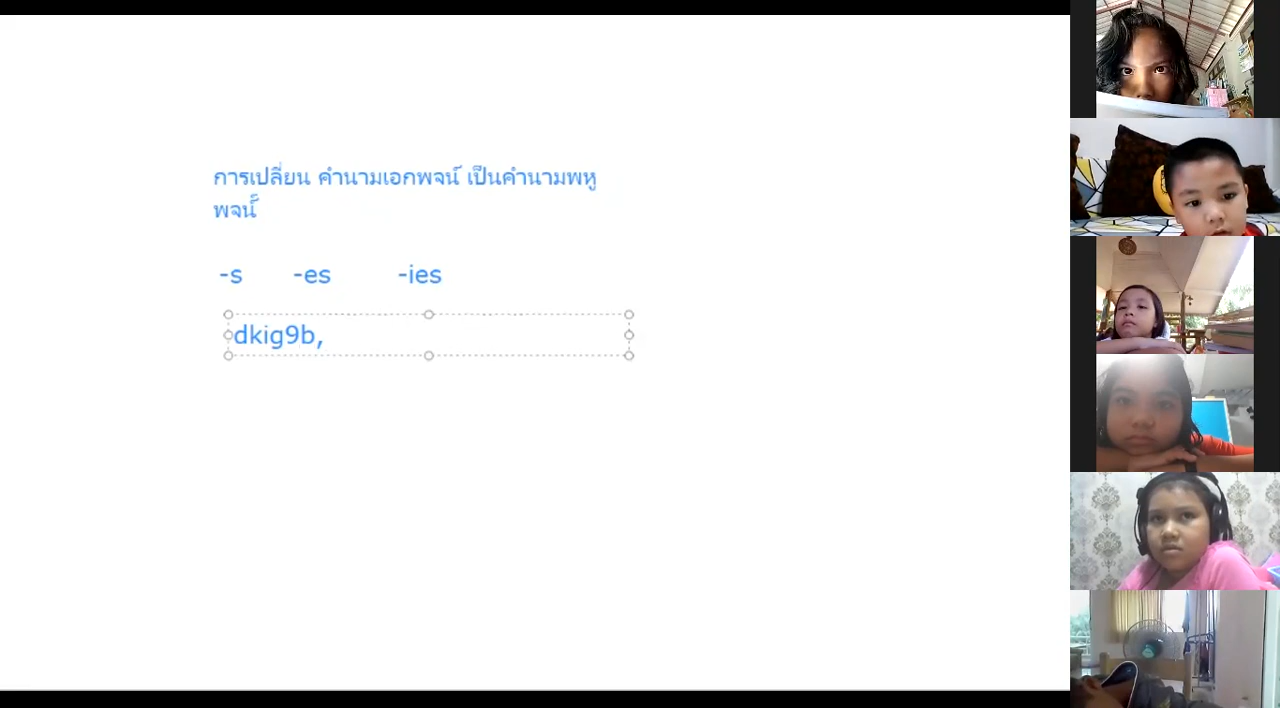 การเปลี่ยน คำนามเอกพจน์ เป็นคำนามพหู
พจน์ั
-s -es -ies
dkig9b,